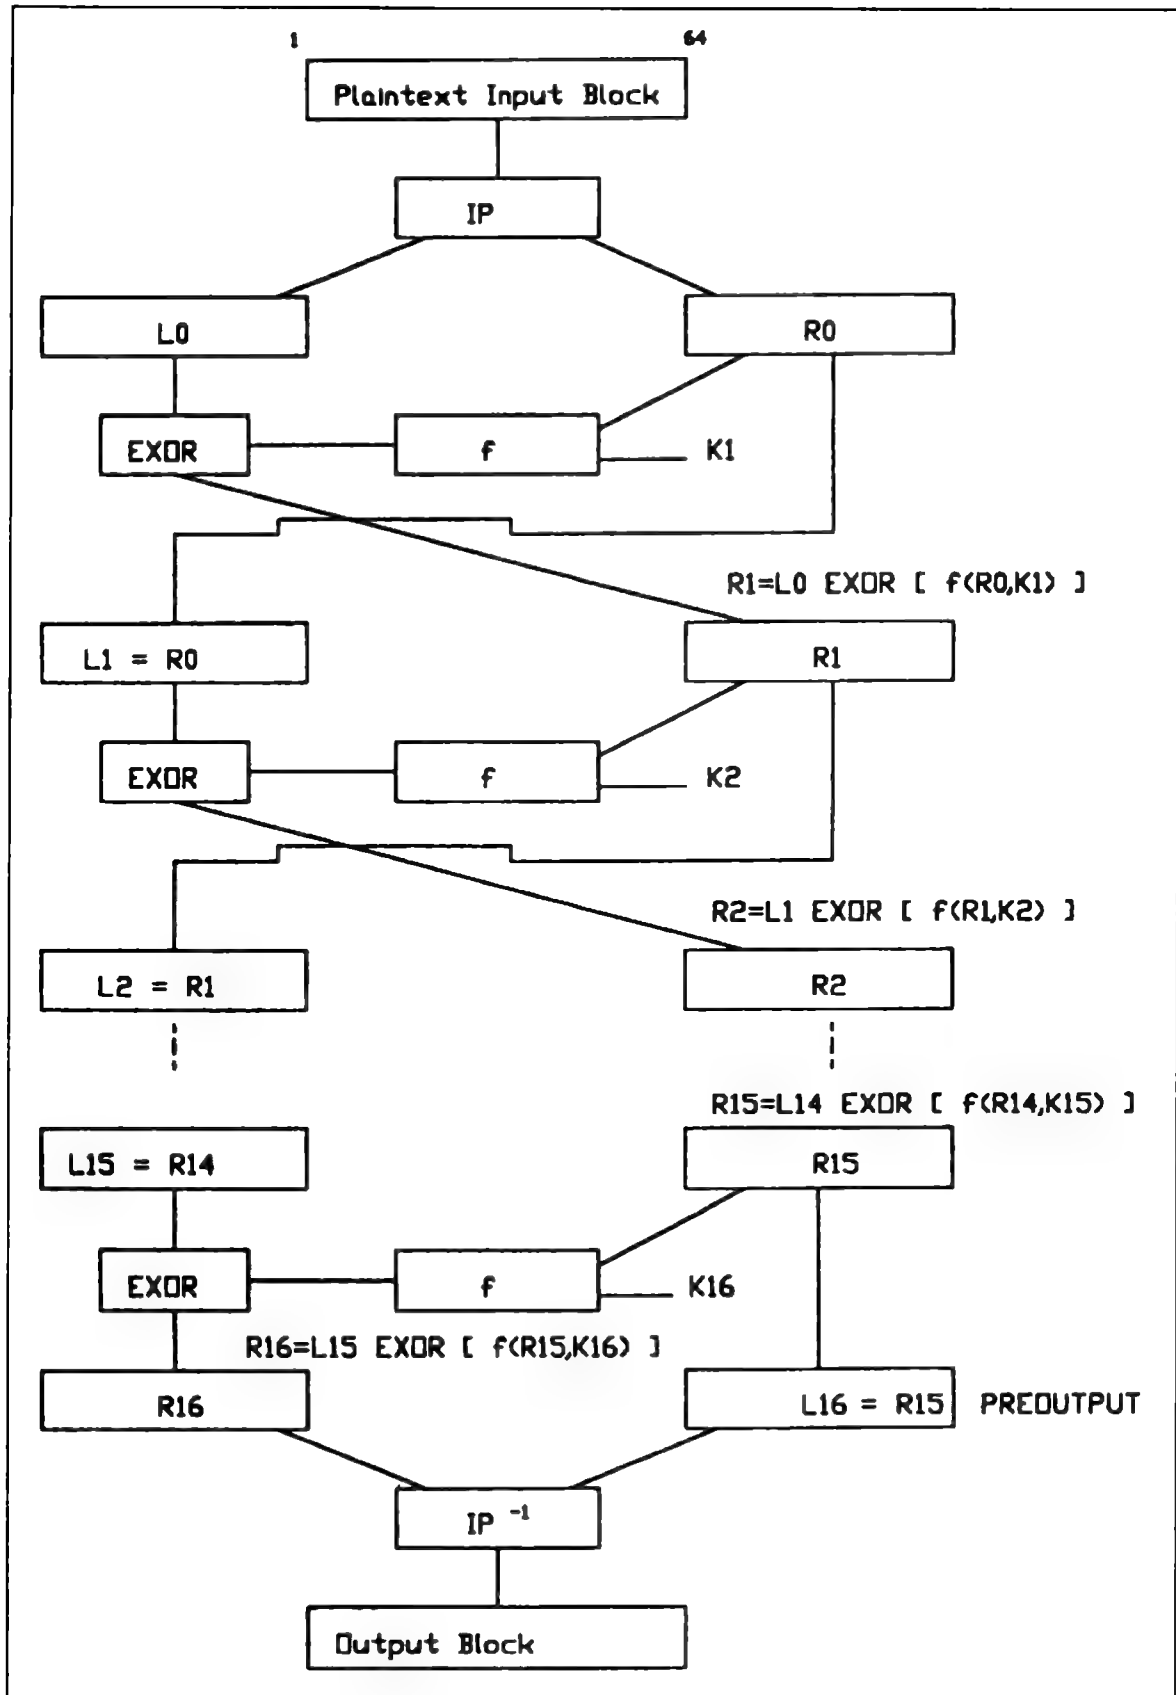 1 64
Plaintext Input Block
IP
L0 R0
EXOR f K1
R1=L0 EXOR [ f(R0,K1) ]
L1 = R0 R1
EXOR f K2
R2=L1 EXOR [ f(R1,K2) ]
L2 = R1 R2
R15=L14 EXOR [ f(R14,K15) ]
L15 = R14 R15
EXOR f K16
R16=L15 EXOR [ f(R15,K16) ]
R16 L16 = R15 PREOUTPUT
IP -1
Output Block